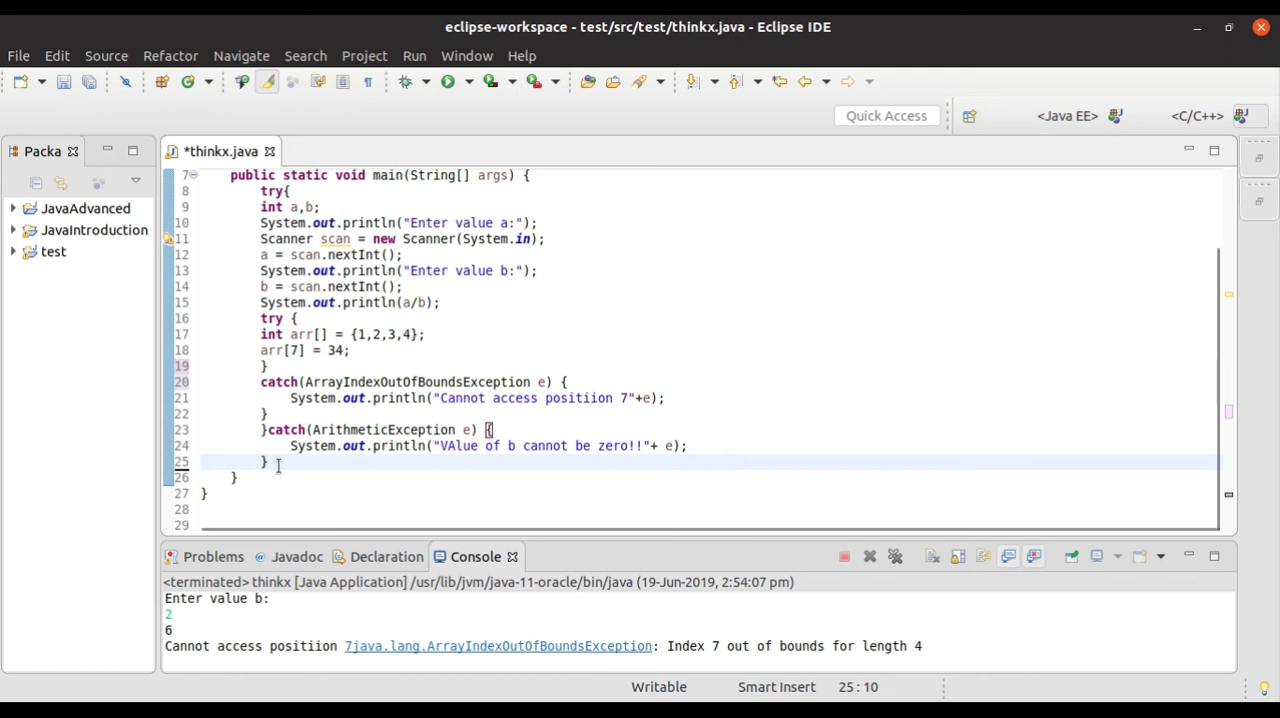 eclipse-workspace - test/src/test/thinkx.java - Eclipse IDE
File Edit Source Refactor Navigate Search Project Run Window Help
Quick Access <Java EE> <C/C++>
Packa *thinkx.java
JavaAdvanced
JavaIntroduction
test
7 public static void main(String[] args) {
8 try{
9 int a,b;
10 System.out.println("Enter value a:");
11 Scanner scan = new Scanner(System.in);
12 a = scan.nextInt();
13 System.out.println("Enter value b:");
14 b = scan.nextInt();
15 System.out.println(a/b);
16 try {
17 int arr[] = {1,2,3,4};
18 arr[7] = 34;
19 }
20 catch(ArrayIndexOutOfBoundsException e) {
21 System.out.println("Cannot access positiion 7"+e);
22 }
23 }catch(ArithmeticException e) {
24 System.out.println("VAlue of b cannot be zero!!"+ e);
25 }
26 }
27 }
28
29
Problems Javadoc Declaration Console
<terminated> thinkx [Java Application] /usr/lib/jvm/java-11-oracle/bin/java (19-Jun-2019, 2:54:07 pm)
Enter value b:
2
6
Cannot access positiion 7java.lang.ArrayIndexOutOfBoundsException: Index 7 out of bounds for length 4
Writable Smart Insert 25 : 10